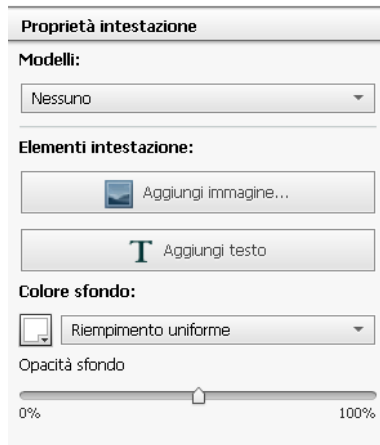 Proprietà intestazione
Modelli:
Nessuno
Elementi intestazione:
Aggiungi immagine...
T Aggiungi testo
Colore sfondo:
Riempimento uniforme
Opacità sfondo
0% 100%